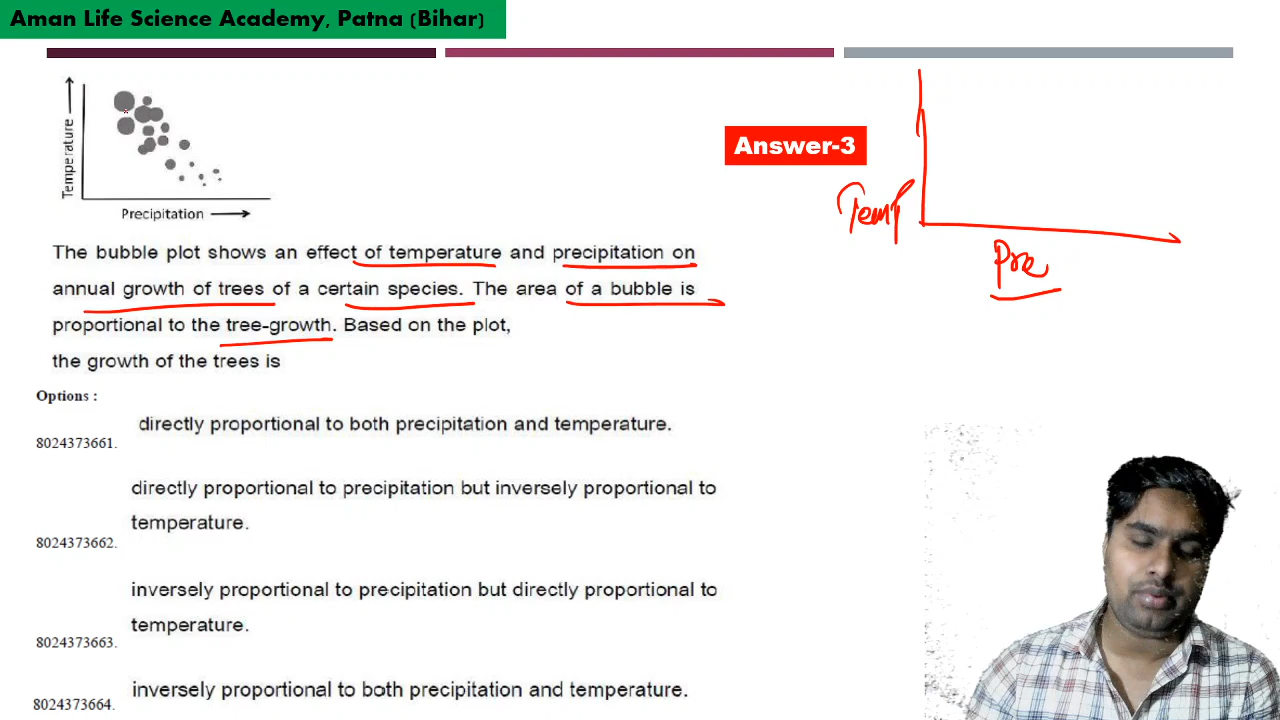 Aman Life Science Academy, Patna (Bihar)
Temperature
Precipitation
Answer-3
Temp
Pre
The bubble plot shows an effect of temperature and precipitation on
annual growth of trees of a certain species. The area of a bubble is
proportional to the tree-growth. Based on the plot,
the growth of the trees is
Options :
directly proportional to both precipitation and temperature.
8024373661.
directly proportional to precipitation but inversely proportional to
temperature.
8024373662.
inversely proportional to precipitation but directly proportional to
temperature.
8024373663.
inversely proportional to both precipitation and temperature.
8024373664.